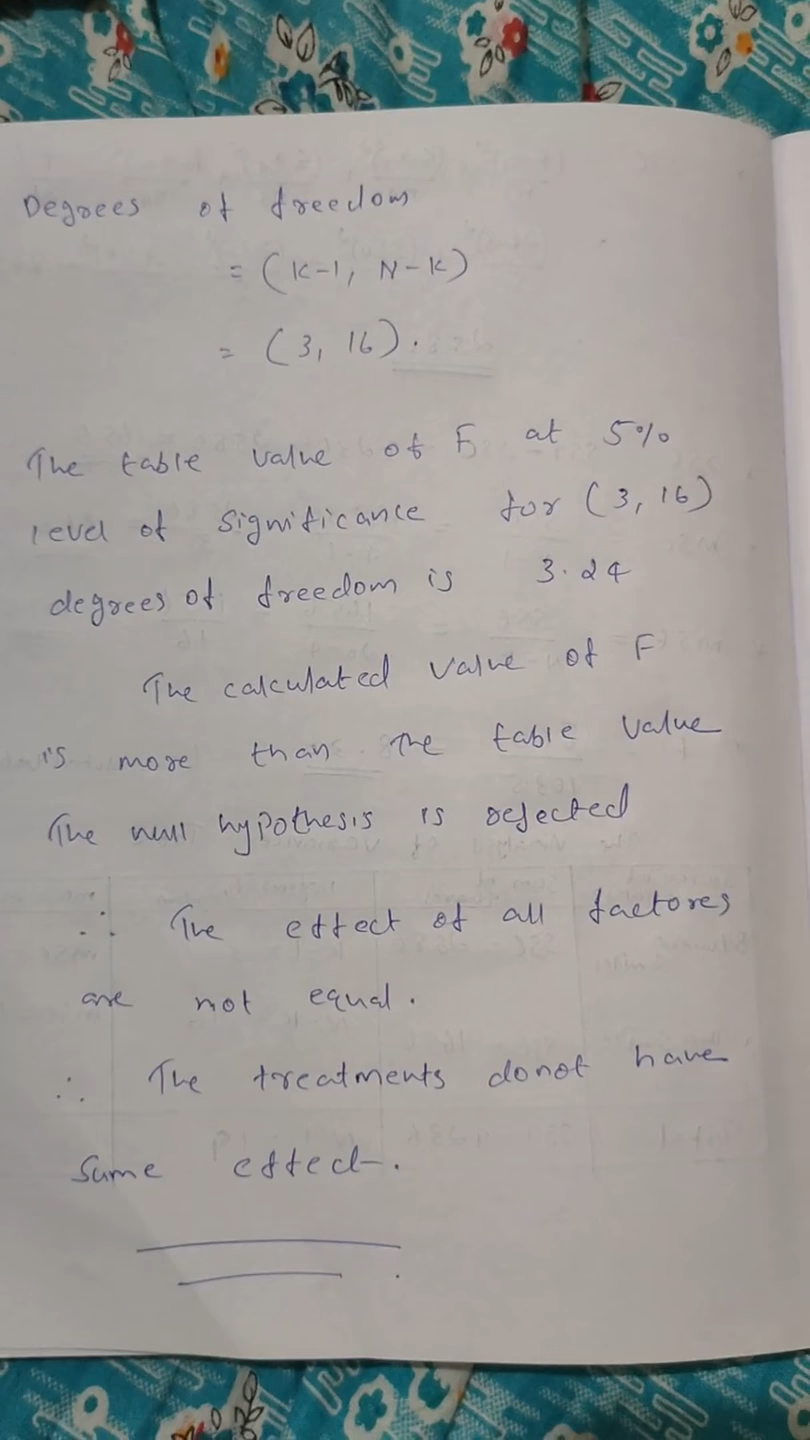 Degrees of freedom
= (K-1, N-K)
= (3, 16).
The table value of F at 5%
level of significance for (3, 16)
degrees of freedom is 3.24
The calculated value of F
is more than the table value
The null hypothesis is rejected
∴ The effect of all factores
are not equal.
∴ The treatments donot have
same effect.